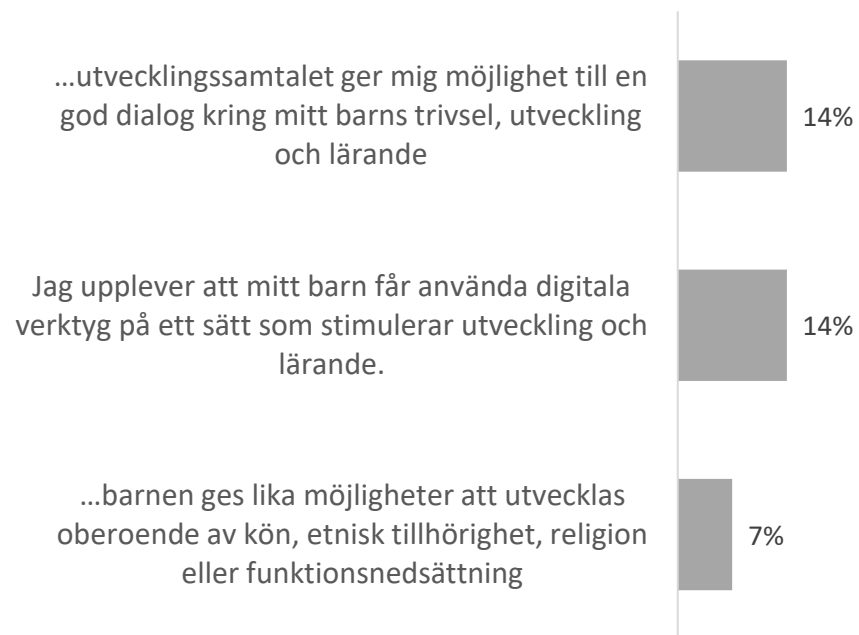 …utvecklingssamtalet ger mig möjlighet till en
god dialog kring mitt barns trivsel, utveckling
och lärande
14%
Jag upplever att mitt barn får använda digitala
verktyg på ett sätt som stimulerar utveckling och
lärande.
14%
…barnen ges lika möjligheter att utvecklas
oberoende av kön, etnisk tillhörighet, religion
eller funktionsnedsättning
7%